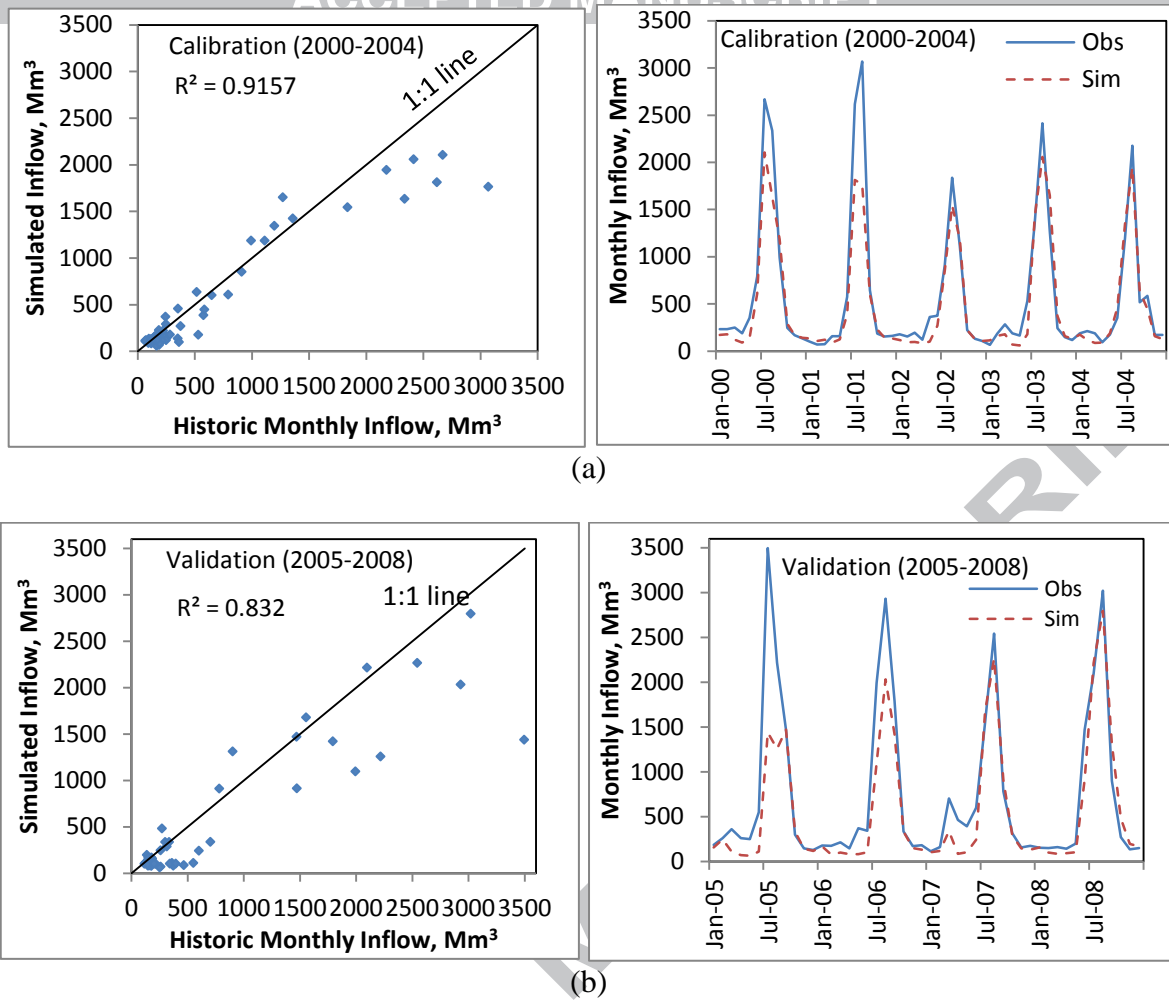 ACCEPTED MANUSCRIPT
Calibration (2000-2004)
R² = 0.9157
1:1 line
Simulated Inflow, Mm³
3500
3000
2500
2000
1500
1000
500
0
0 500 1000 1500 2000 2500 3000 3500
Historic Monthly Inflow, Mm³
Calibration (2000-2004)
Obs
Sim
Monthly Inflow, Mm³
3500
3000
2500
2000
1500
1000
500
0
Jan-00 Jul-00 Jan-01 Jul-01 Jan-02 Jul-02 Jan-03 Jul-03 Jan-04 Jul-04
(a)
Validation (2005-2008)
R² = 0.832
1:1 line
Simulated Inflow, Mm³
3500
3000
2500
2000
1500
1000
500
0
0 500 1000 1500 2000 2500 3000 3500
Historic Monthly Inflow, Mm³
Validation (2005-2008)
Obs
Sim
Monthly Inflow, Mm³
3500
3000
2500
2000
1500
1000
500
0
Jan-05 Jul-05 Jan-06 Jul-06 Jan-07 Jul-07 Jan-08 Jul-08
(b)